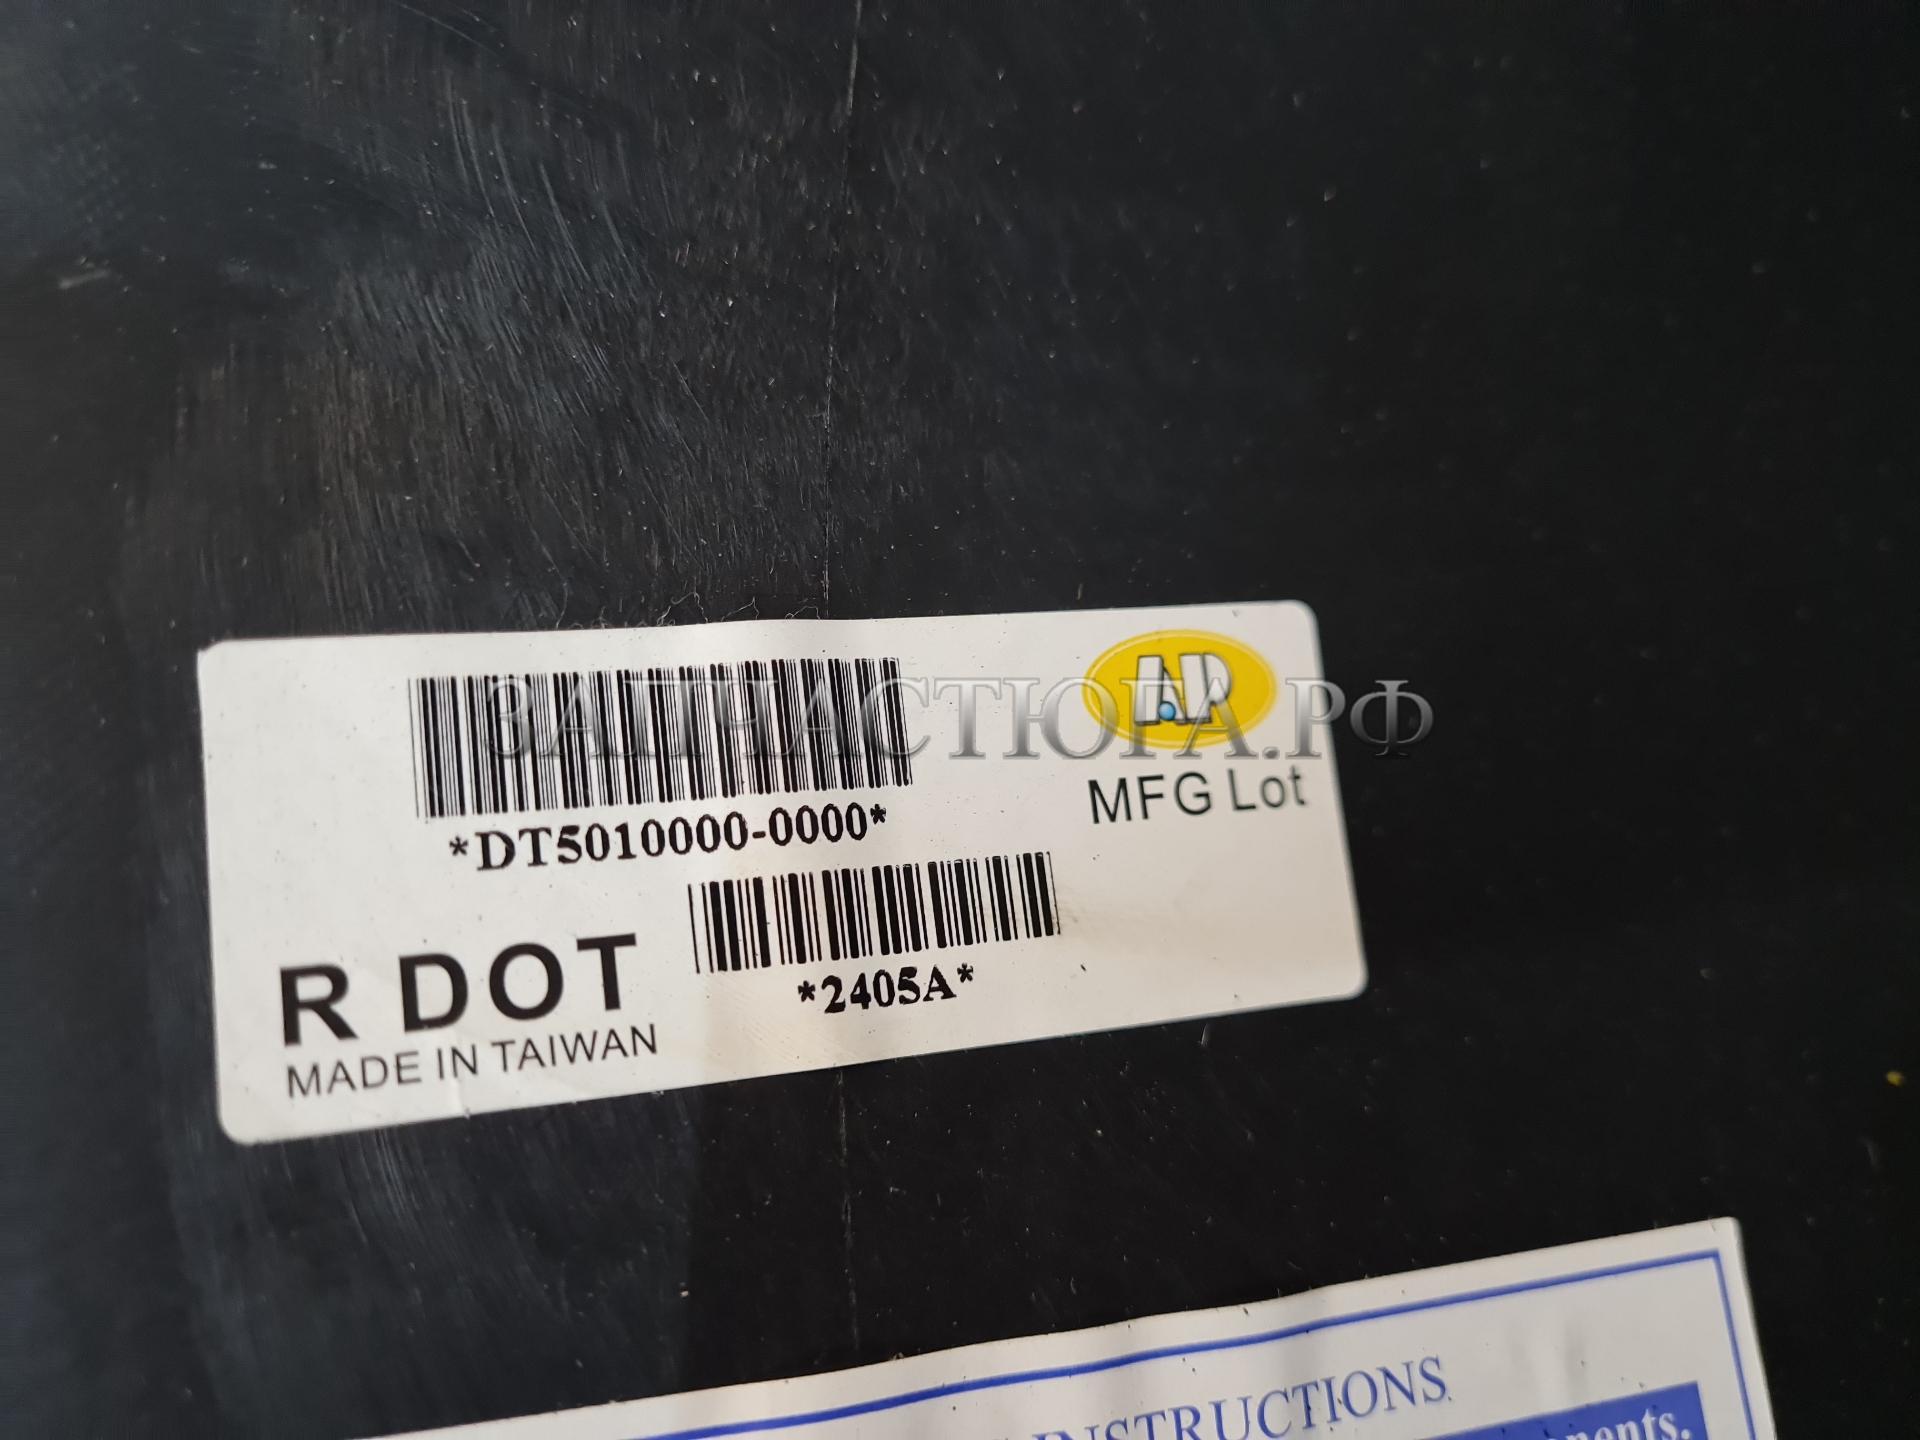 AP
ЗАПЧАСТЮГА.РФ
MFG Lot
*DT5010000-0000*
*2405A*
R DOT
MADE IN TAIWAN
INSTRUCTIONS